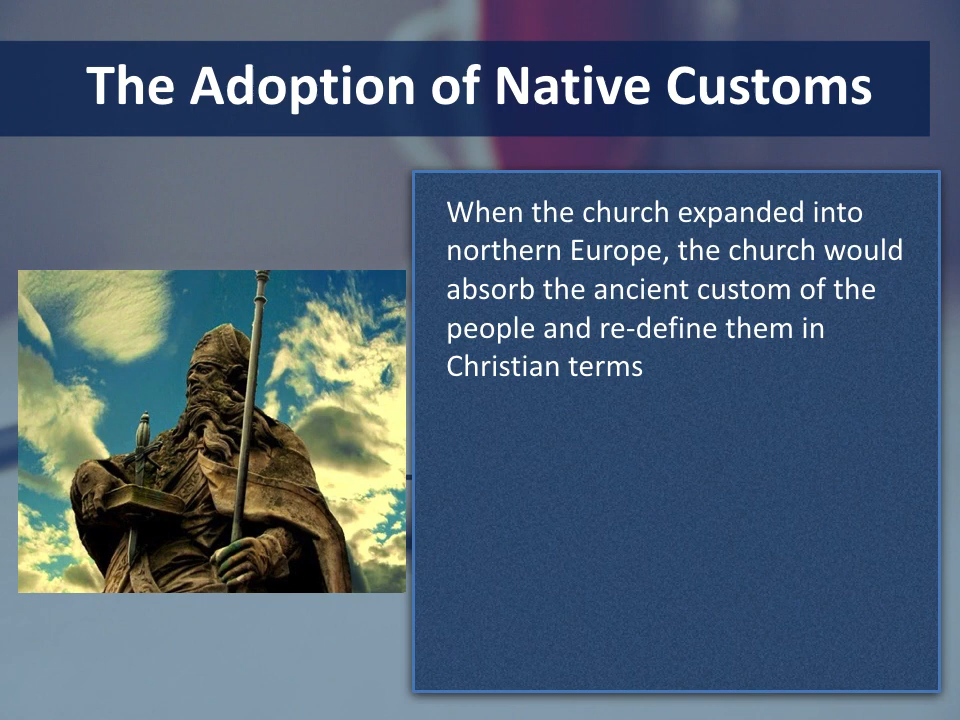 The Adoption of Native Customs
When the church expanded into
northern Europe, the church would
absorb the ancient custom of the
people and re-define them in
Christian terms